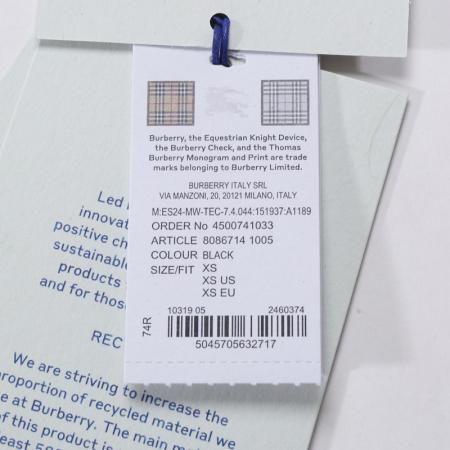 Burberry, the Equestrian Knight Device,
the Burberry Check, and the Thomas
Burberry Monogram and Print are trade
marks belonging to Burberry Limited.
BURBERRY ITALY SRL
VIA MANZONI, 20, 20121 MILANO, ITALY
M:ES24-MW-TEC-7.4.044:151937:A1189
ORDER No 4500741033
ARTICLE 8086714 1005
COLOUR BLACK
SIZE/FIT XS
XS US
XS EU
10319 05 2460374
74R
5045705632717
Led
innovat
positive ch
sustainable
products
and for those
REC
We are striving to increase the
proportion of recycled material we
e at Burberry. The main ma
of this product is
east 50